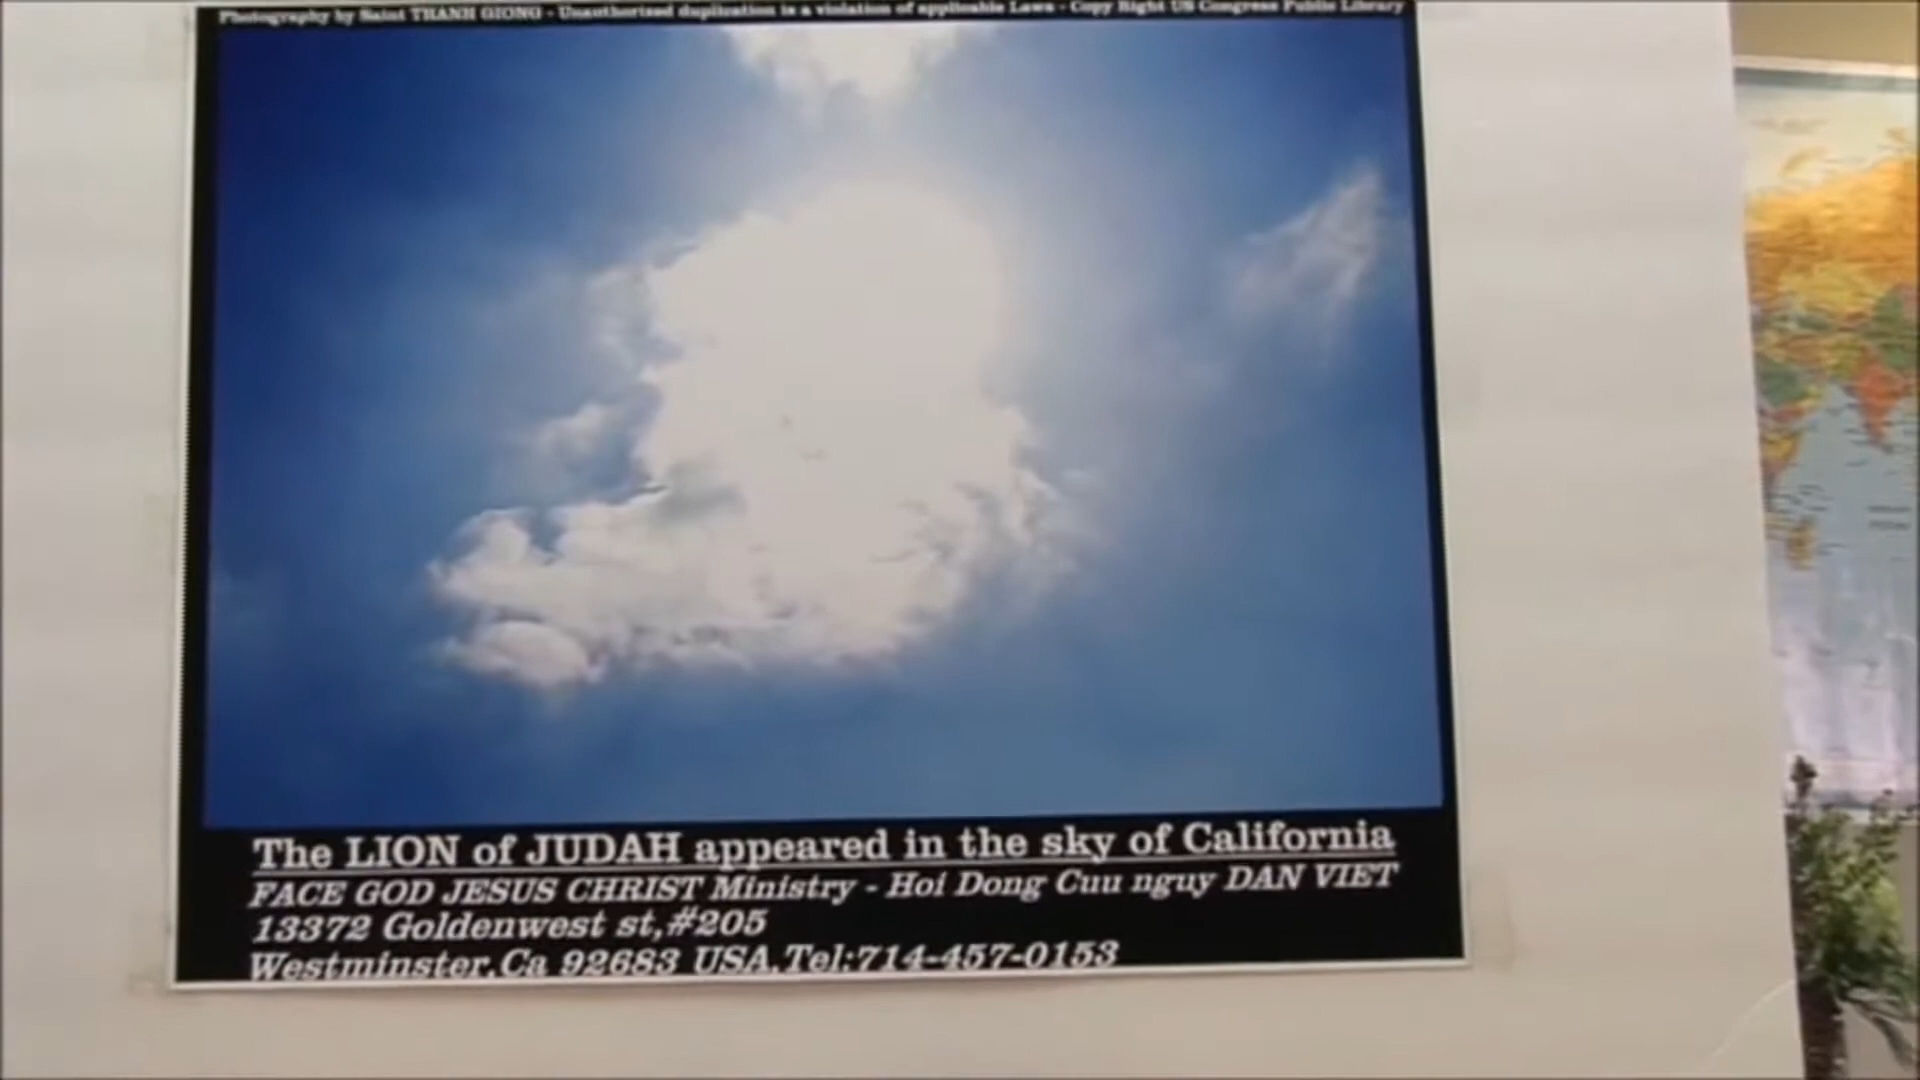 Photography by Saint THANH GIONG - Unauthorized duplication is a violation of applicable Laws - Copy Right US Congress Public Library
The LION of JUDAH appeared in the sky of California
FACE GOD JESUS CHRIST Ministry - Hoi Dong Cuu nguy DAN VIET
13372 Goldenwest st,#205
Westminster,Ca 92683 USA.Tel:714-457-0153